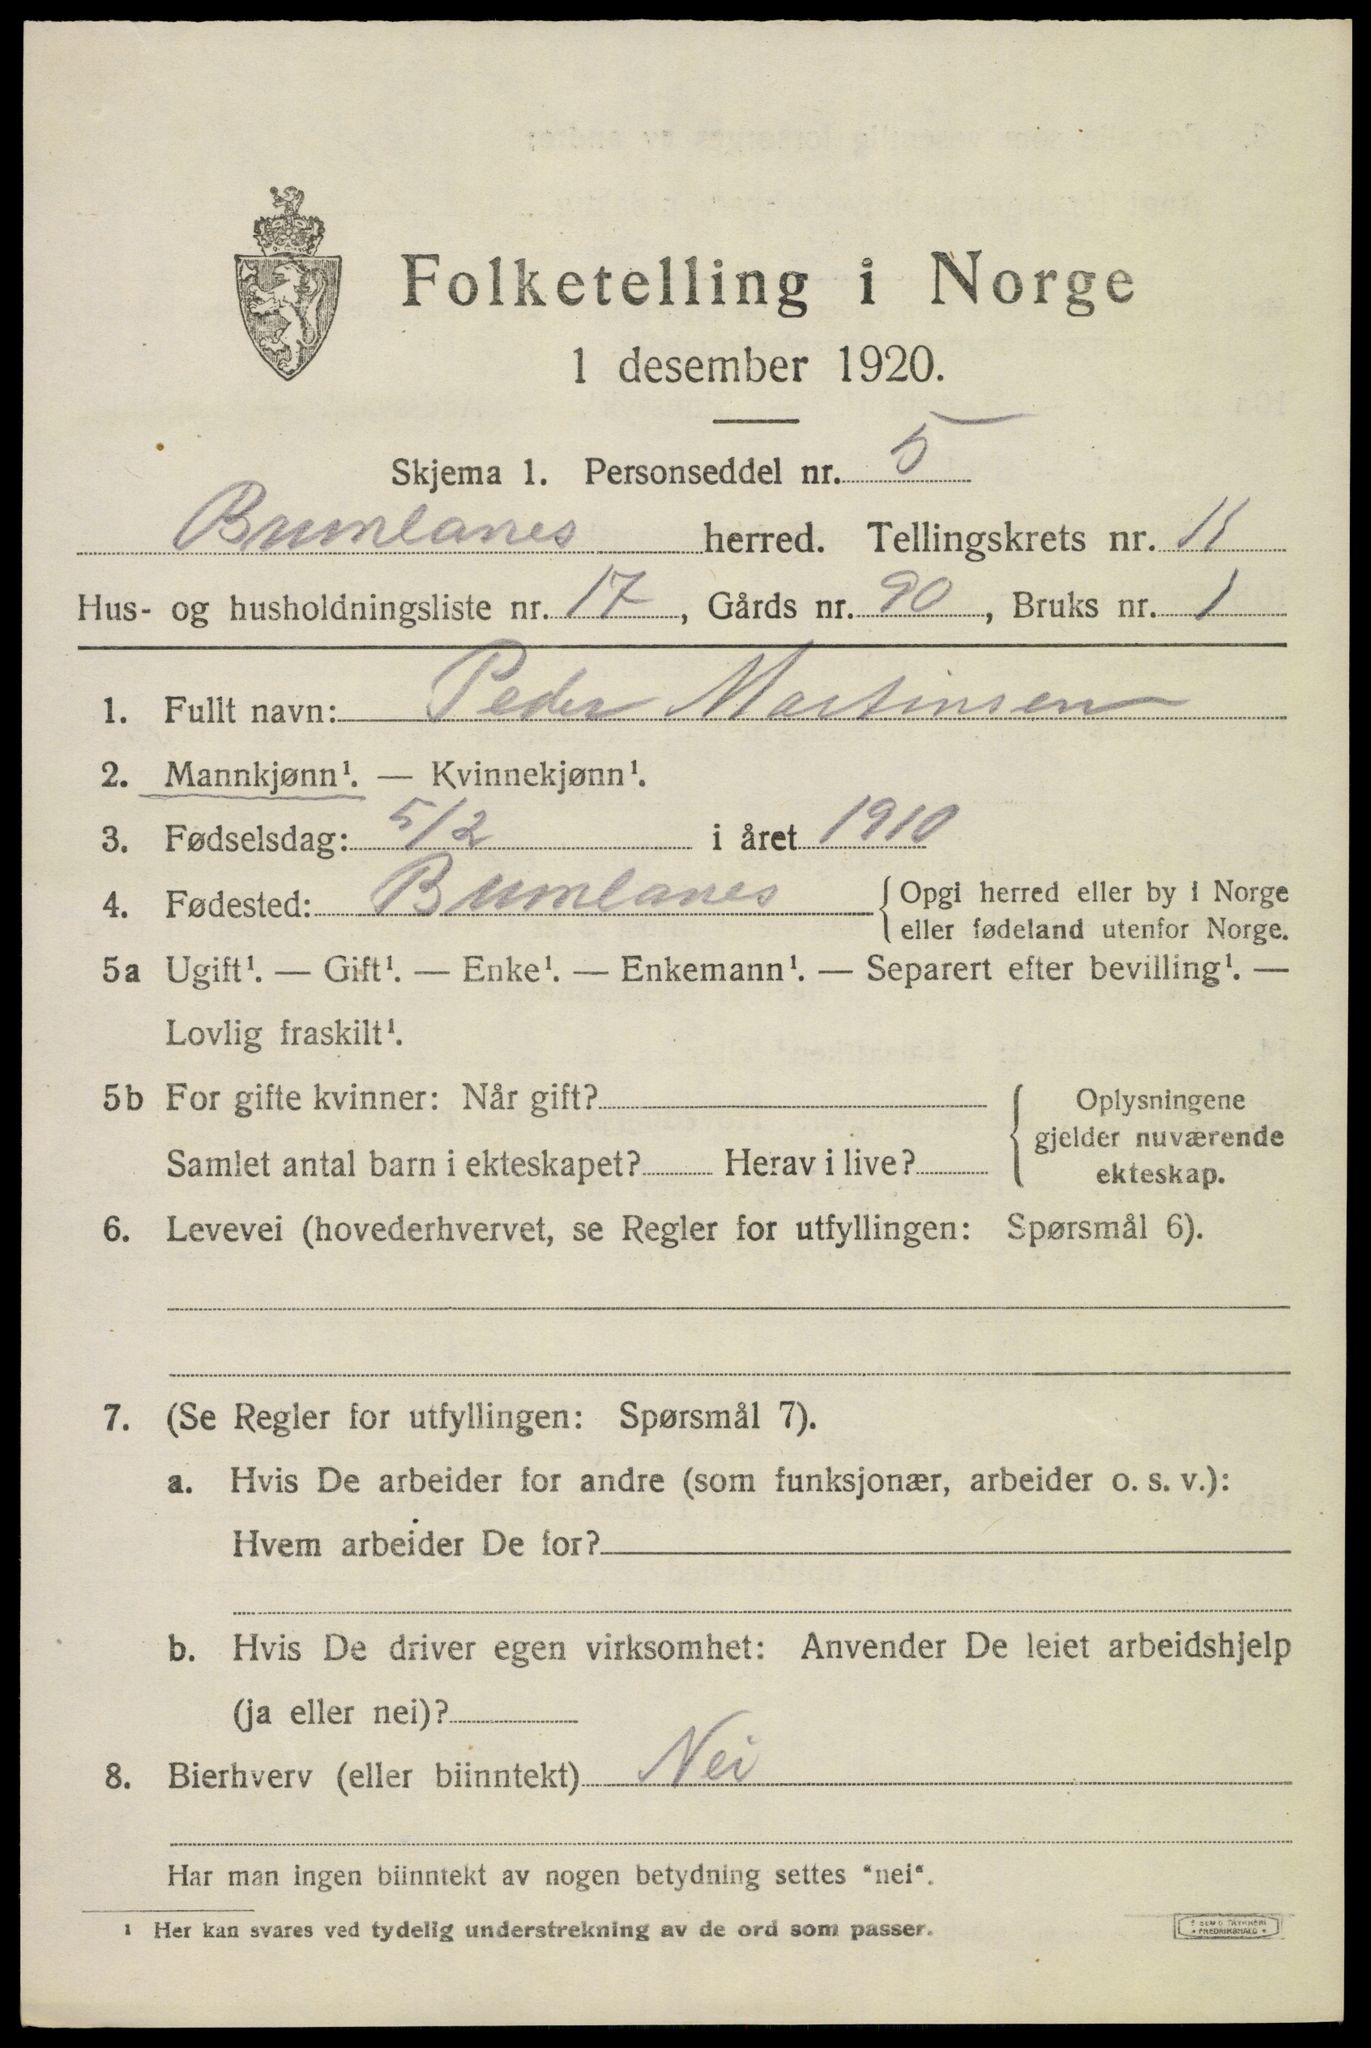 Folketelling i Norge
1 desember 1920.
Skjema 1. Personseddel nr. 5
Brunlanes herred. Tellingskrets nr. 11
Hus- og husholdningsliste nr. 17, Gårds nr. 90, Bruks nr. 1
1. Fullt navn: Peder Martinsen
2. Mannkjønn¹. — Kvinnekjønn¹.
3. Fødselsdag: 5/2 i året 1910
4. Fødested: Brunlanes { Opgi herred eller by i Norge
eller fødeland utenfor Norge.
5a Ugift¹. — Gift¹. — Enke¹. — Enkemann¹. — Separert efter bevilling¹. —
Lovlig fraskilt¹.
5b For gifte kvinner: Når gift?
Samlet antal barn i ekteskapet? Herav i live?
{ Oplysningene
gjelder nuværende
ekteskap.
6. Levevei (hovederhvervet, se Regler for utfyllingen: Spørsmål 6).
7. (Se Regler for utfyllingen: Spørsmål 7).
a. Hvis De arbeider for andre (som funksjonær, arbeider o. s. v.):
Hvem arbeider De for?
b. Hvis De driver egen virksomhet: Anvender De leiet arbeidshjelp
(ja eller nei)?
8. Bierhverv (eller biinntekt) Nei
Har man ingen biinntekt av nogen betydning settes "nei".
¹ Her kan svares ved tydelig understrekning av de ord som passer.
FREDRIKSHALD